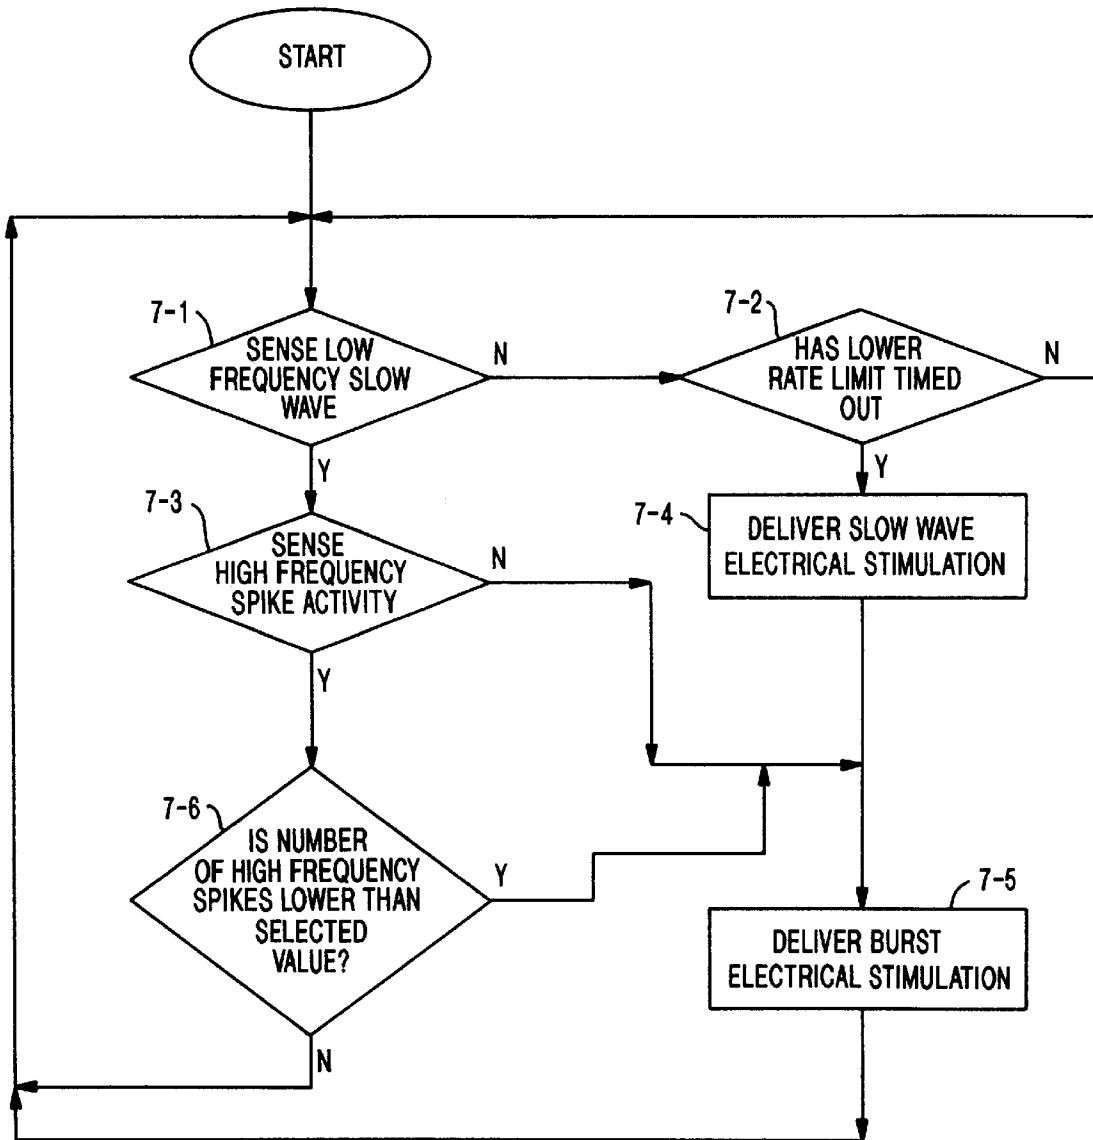 START
7-1
SENSE LOW
FREQUENCY SLOW
WAVE
N
Y
7-2
HAS LOWER
RATE LIMIT TIMED
OUT
N
Y
7-3
SENSE
HIGH FREQUENCY
SPIKE ACTIVITY
N
Y
7-4
DELIVER SLOW WAVE
ELECTRICAL STIMULATION
7-6
IS NUMBER
OF HIGH FREQUENCY
SPIKES LOWER THAN
SELECTED
VALUE?
Y
N
7-5
DELIVER BURST
ELECTRICAL STIMULATION